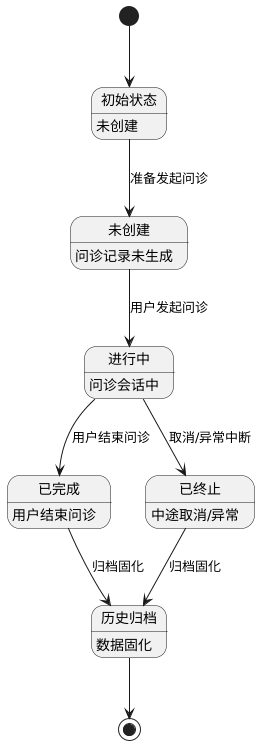 初始状态
未创建
准备发起问诊
未创建
问诊记录未生成
用户发起问诊
进行中
问诊会话中
用户结束问诊
取消/异常中断
已完成
用户结束问诊
已终止
中途取消/异常
归档固化
归档固化
历史归档
数据固化